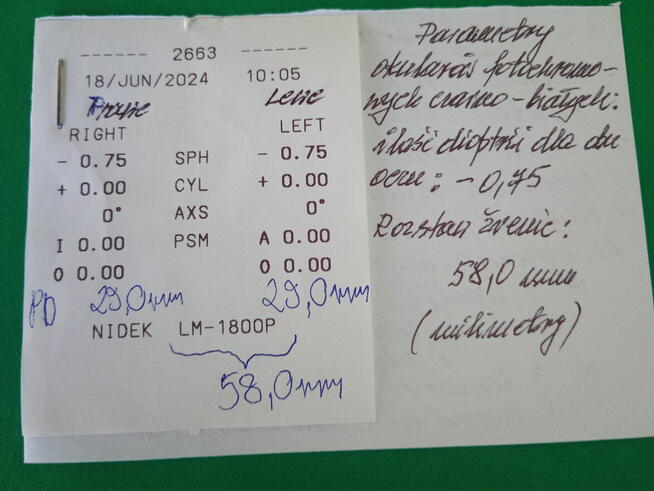 ------ 2663 ------
18/JUN/2024 10:05
Prawe Lewe
RIGHT LEFT
- 0.75 SPH - 0.75
+ 0.00 CYL + 0.00
0° AXS 0°
I 0.00 PSM A 0.00
O 0.00 O 0.00
PD 29,0mm 29,0mm
NIDEK LM-1800P
58,0mm
Parametry
okularów fotochromo-
wych czarno-białych:
ilość dioptrii dla obu
oczu: -0,75
Rozstaw źrenic:
58,0 mm
(milimetry)